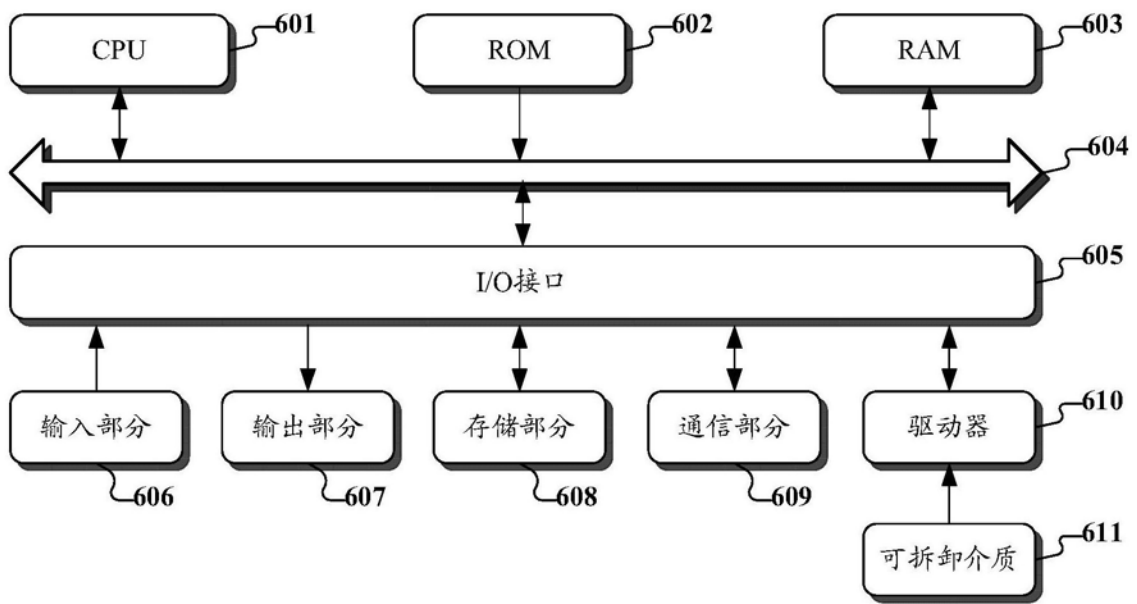 CPU
601
ROM
602
RAM
603
604
I/O接口
605
输入部分
606
输出部分
607
存储部分
608
通信部分
609
驱动器
610
可拆卸介质
611